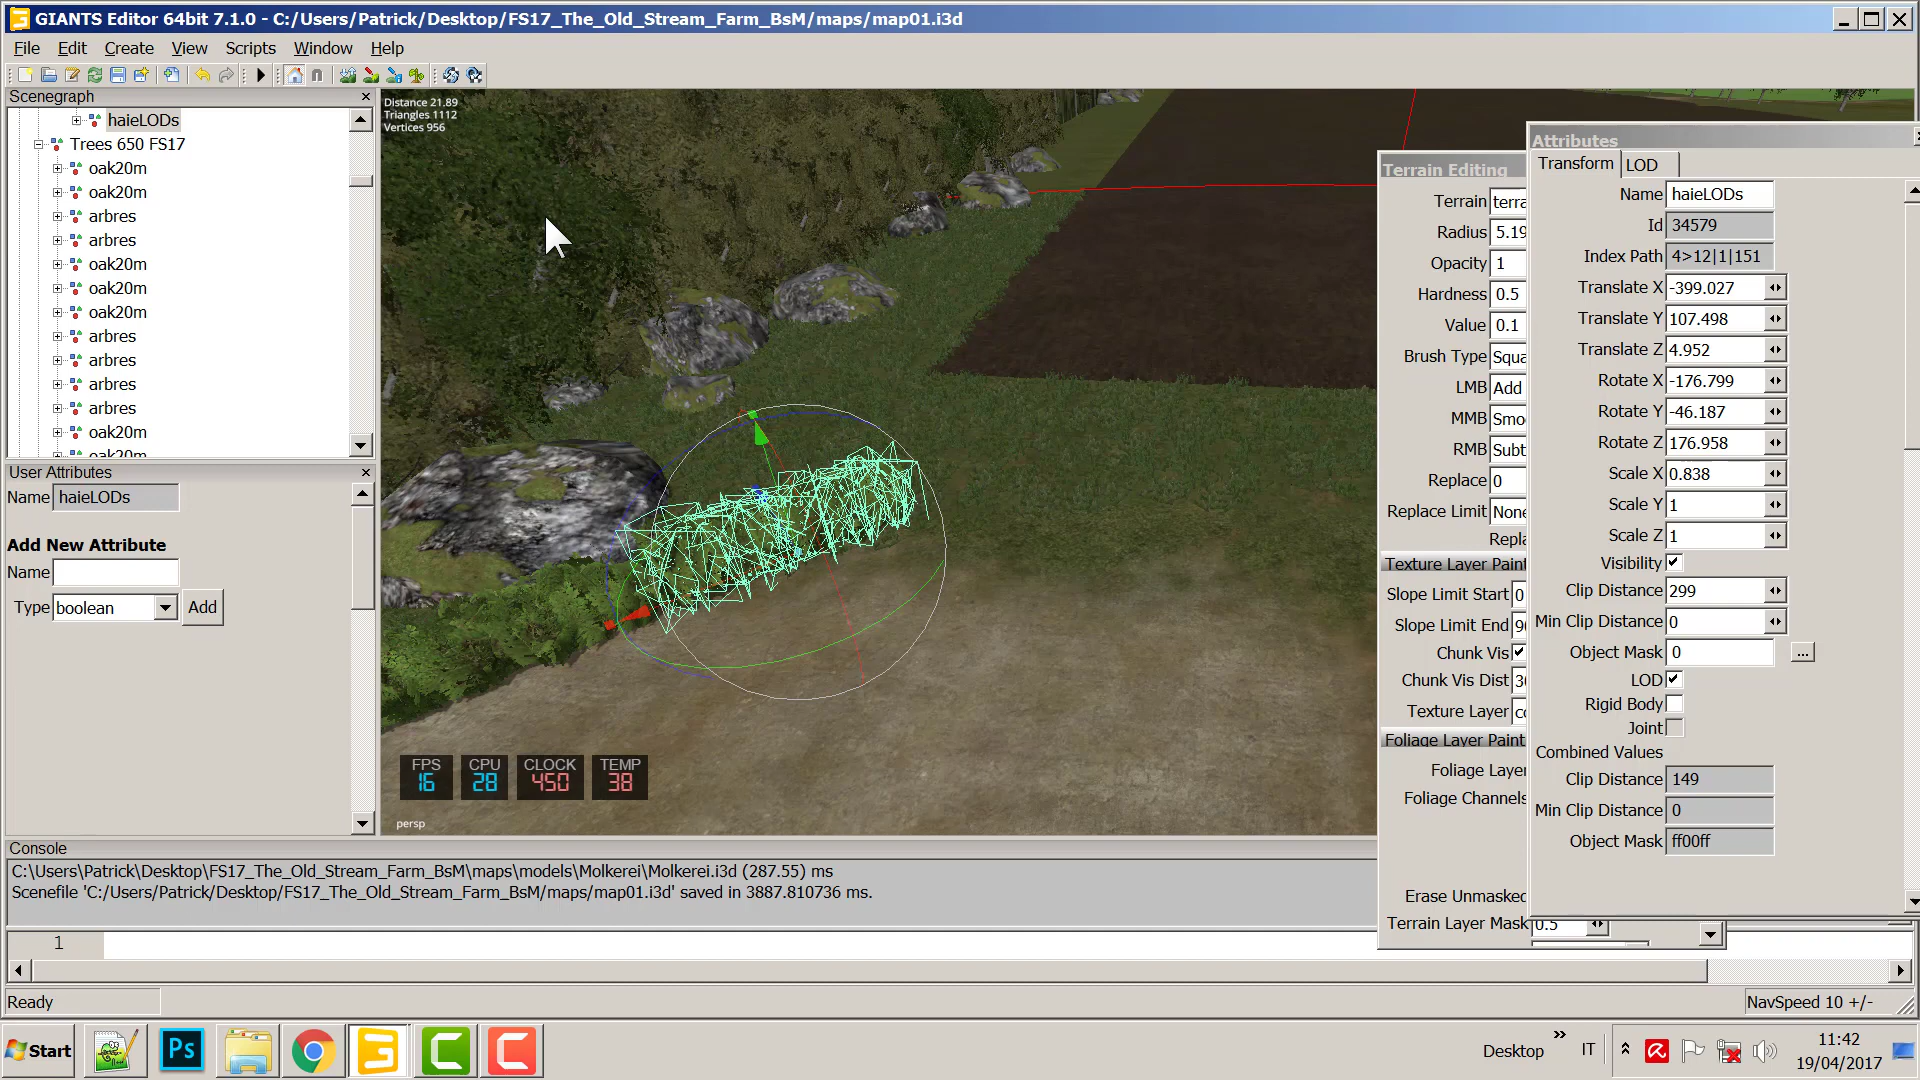 GIANTS Editor 64bit 7.1.0 - C:/Users/Patrick/Desktop/FS17_The_Old_Stream_Farm_BsM/maps/map01.i3d
File Edit Create View Scripts Window Help
Scenegraph
haieLODs
Trees 650 FS17
oak20m
oak20m
arbres
arbres
oak20m
oak20m
oak20m
arbres
arbres
arbres
arbres
oak20m
oak20m
User Attributes
Name haieLODs
Add New Attribute
Name
Type boolean Add
Distance 21.89
Triangles 1112
Vertices 956
FPS 16
CPU 28
CLOCK 450
TEMP 38
persp
Terrain Editing
Terrain terra
Radius 5.19
Opacity 1
Hardness 0.5
Value 0.1
Brush Type Squa
LMB Add
MMB Smo
RMB Subt
Replace 0
Replace Limit None
Repla
Texture Layer Paint
Slope Limit Start 0
Slope Limit End 90
Chunk Vis
Chunk Vis Dist
Texture Layer
Foliage Layer Paint
Foliage Layer
Foliage Channels
Erase Unmasked
Terrain Layer Mask 0.5
Attributes
Transform LOD
Name haieLODs
Id 34579
Index Path 4>12|1|151
Translate X -399.027
Translate Y 107.498
Translate Z 4.952
Rotate X -176.799
Rotate Y -46.187
Rotate Z 176.958
Scale X 0.838
Scale Y 1
Scale Z 1
Visibility
Clip Distance 299
Min Clip Distance 0
Object Mask 0 ...
LOD
Rigid Body
Joint
Combined Values
Clip Distance 149
Min Clip Distance 0
Object Mask ff00ff
Console
C:\Users\Patrick\Desktop\FS17_The_Old_Stream_Farm_BsM\maps\models\Molkerei\Molkerei.i3d (287.55) ms
Scenefile 'C:/Users/Patrick/Desktop/FS17_The_Old_Stream_Farm_BsM/maps/map01.i3d' saved in 3887.810736 ms.
1
Ready
NavSpeed 10 +/-
Start
Ps
Desktop
IT
11:42
19/04/2017